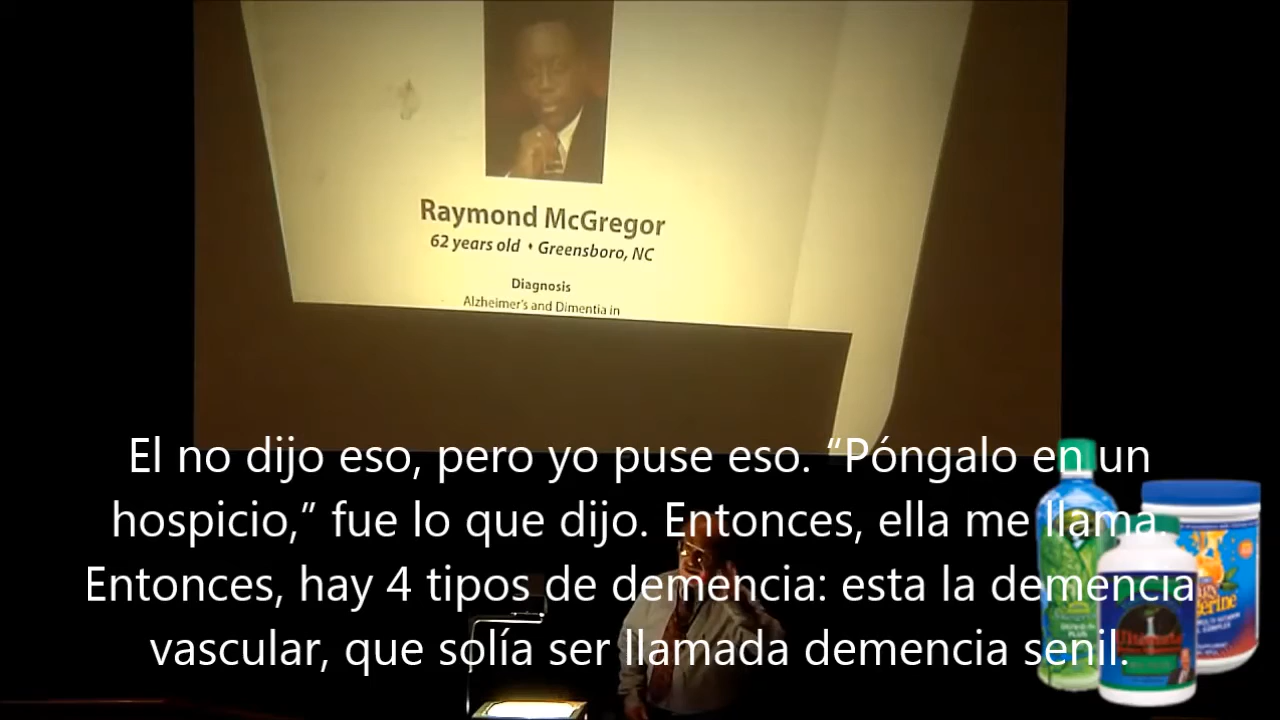 Raymond McGregor
62 years old • Greensboro, NC
Diagnosis
Alzheimer's and Dimentia in
El no dijo eso, pero yo puse eso. “Póngalo en un
hospicio,” fue lo que dijo. Entonces, ella me llama.
Entonces, hay 4 tipos de demencia: esta la demencia
vascular, que solía ser llamada demencia senil.